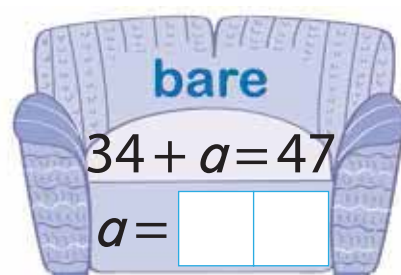 bare
34 + a = 47
a =